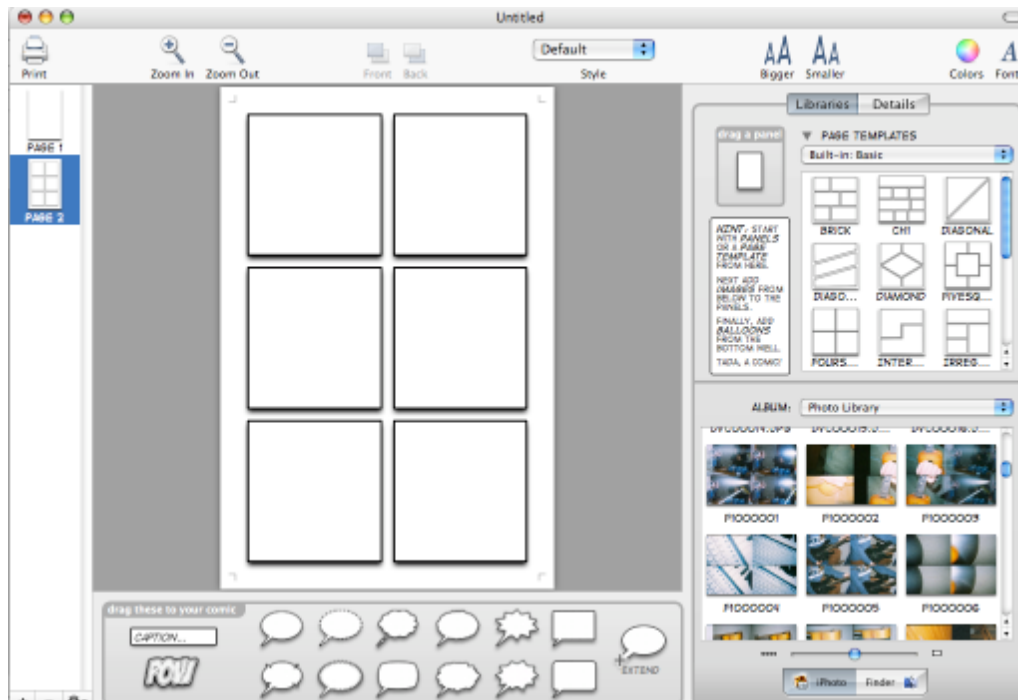 Untitled
Print
Zoom In
Zoom Out
Front
Back
Default
Style
Bigger
Smaller
Colors
Font
PAGE 1
PAGE 2
Libraries
Details
drag a panel
PAGE TEMPLATES
Built-in: Basic
BRICK
CH1
DIAGONAL
DIAGO...
DIAMOND
FIVESQ...
FOURS...
INTER...
IRREG...
HINT: START
WITH PANELS
OR A PAGE
TEMPLATE
FROM HERE.
NEXT ADD
IMAGES FROM
BELOW TO THE
PANELS.
FINALLY, ADD
BALLOONS
FROM THE
BOTTOM WELL.
TADA, A COMIC!
ALBUM:
Photo Library
P1000001
P1000002
P1000003
P1000004
P1000005
P1000006
iPhoto
Finder
drag these to your comic
CAPTION...
POW!
EXTEND